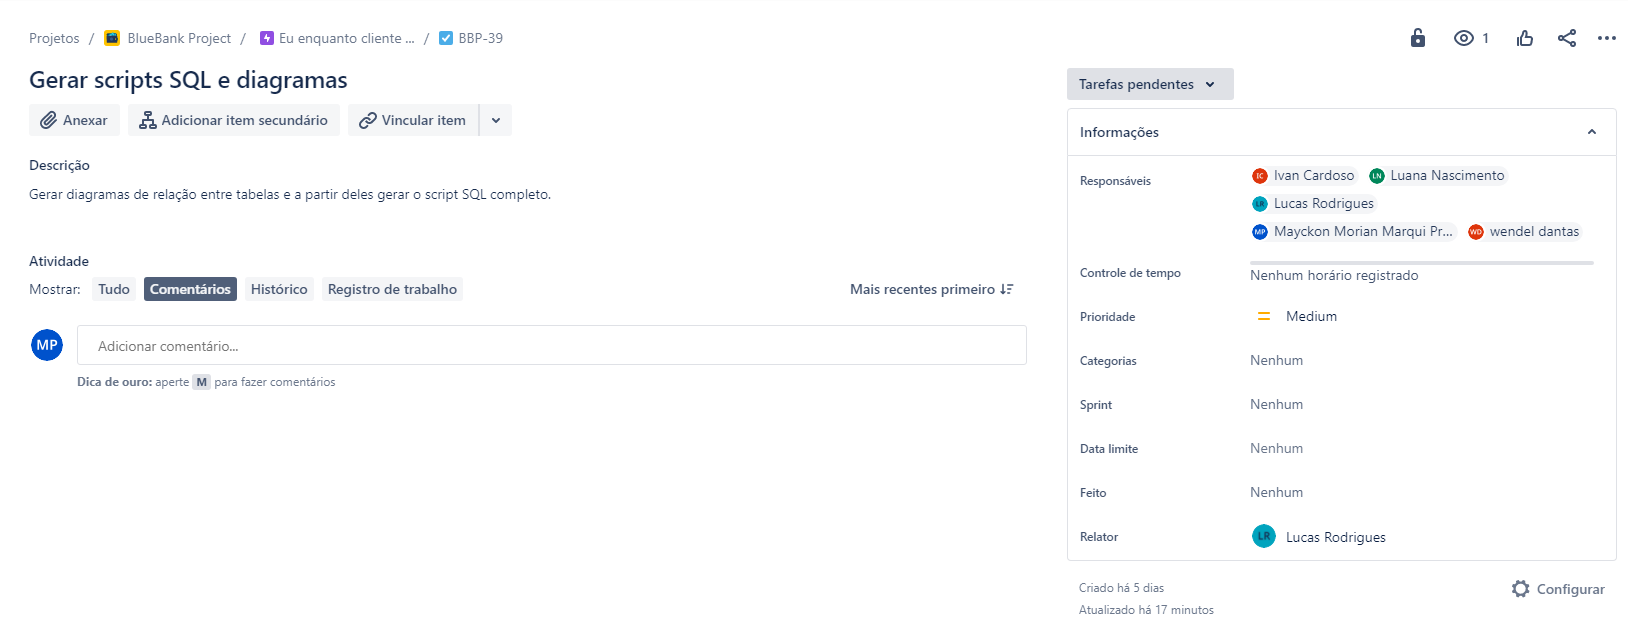 Projetos / BlueBank Project / Eu enquanto cliente ... / BBP-39
1
Gerar scripts SQL e diagramas
Anexar Adicionar item secundário Vincular item
Descrição
Gerar diagramas de relação entre tabelas e a partir deles gerar o script SQL completo.
Atividade
Mostrar: Tudo Comentários Histórico Registro de trabalho Mais recentes primeiro
MP Adicionar comentário...
Dica de ouro: aperte M para fazer comentários
Tarefas pendentes
Informações
Responsáveis
IC Ivan Cardoso LN Luana Nascimento
LR Lucas Rodrigues
MP Mayckon Morian Marqui Pr... WD wendel dantas
Controle de tempo Nenhum horário registrado
Prioridade Medium
Categorias Nenhum
Sprint Nenhum
Data limite Nenhum
Feito Nenhum
Relator LR Lucas Rodrigues
Criado há 5 dias Configurar
Atualizado há 17 minutos